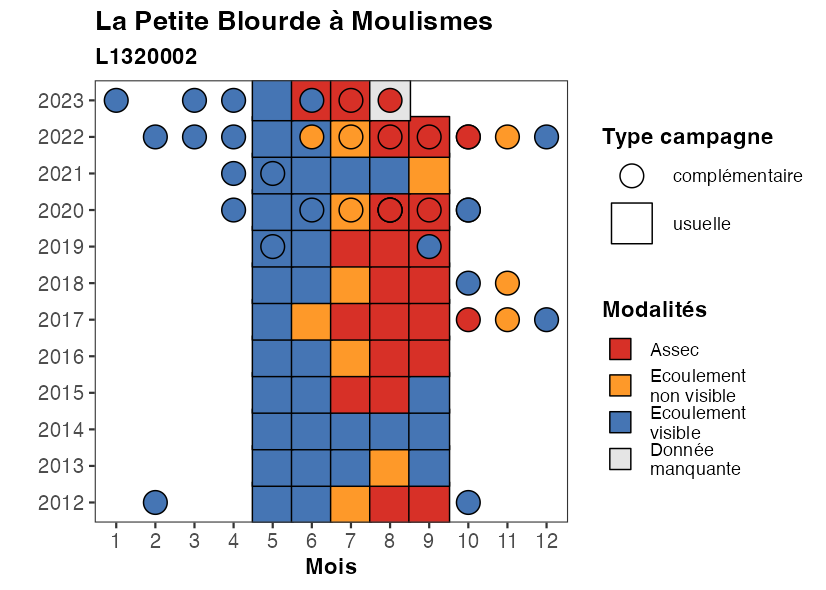 La Petite Blourde à Moulismes
L1320002
2023
2022
2021
2020
2019
2018
2017
2016
2015
2014
2013
2012
1 2 3 4 5 6 7 8 9 10 11 12
Mois
Type campagne
complémentaire
usuelle
Modalités
Assec
Ecoulement
non visible
Ecoulement
visible
Donnée
manquante